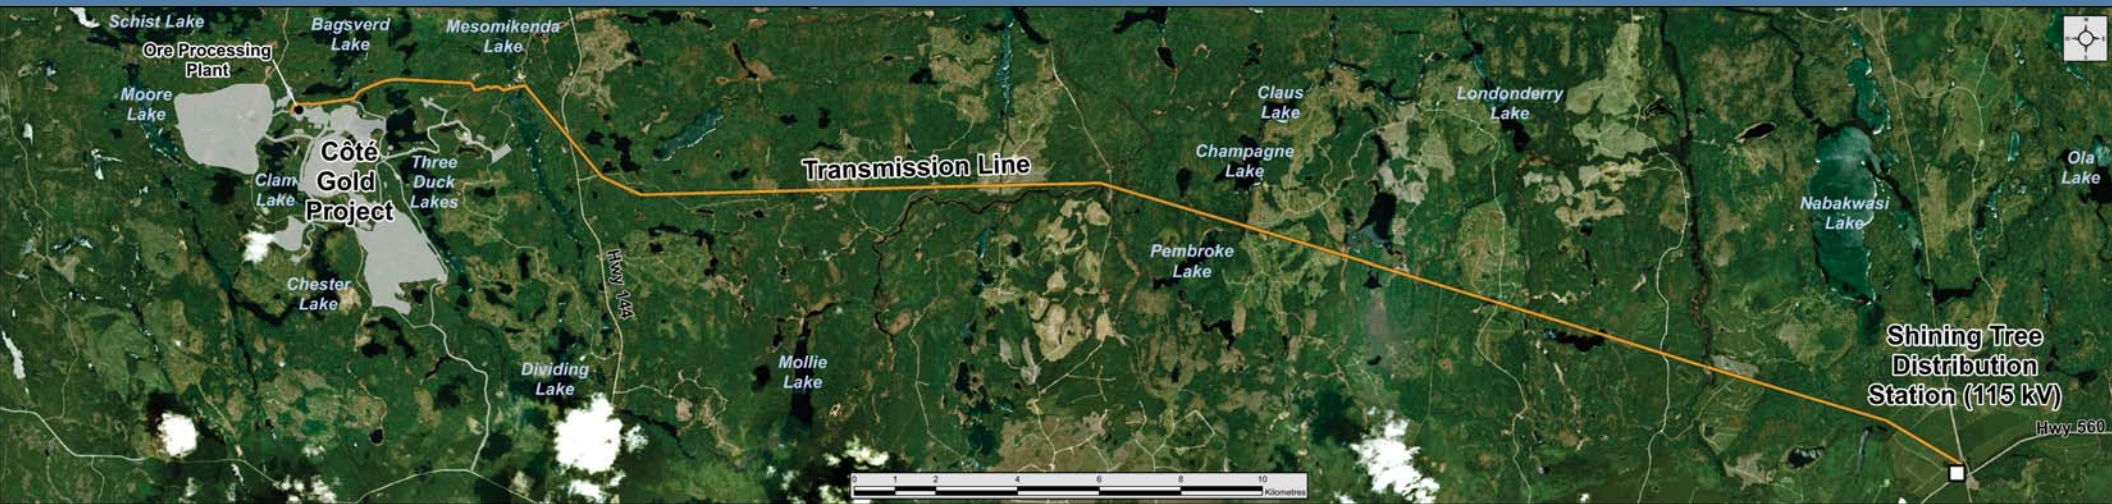 Schist Lake
Bagsverd
Lake
Mesomikenda
Lake
Ore Processing
Plant
Moore
Lake
Côté
Gold
Project
Three
Duck
Lakes
Clam
Lake
Chester
Lake
Transmission Line
Hwy 144
Dividing
Lake
Mollie
Lake
Claus
Lake
Champagne
Lake
Pembroke
Lake
Londonderry
Lake
Nabakwasi
Lake
Ola
Lake
Shining Tree
Distribution
Station (115 kV)
Hwy 560
0 1 2 4 6 8 10
Kilometres